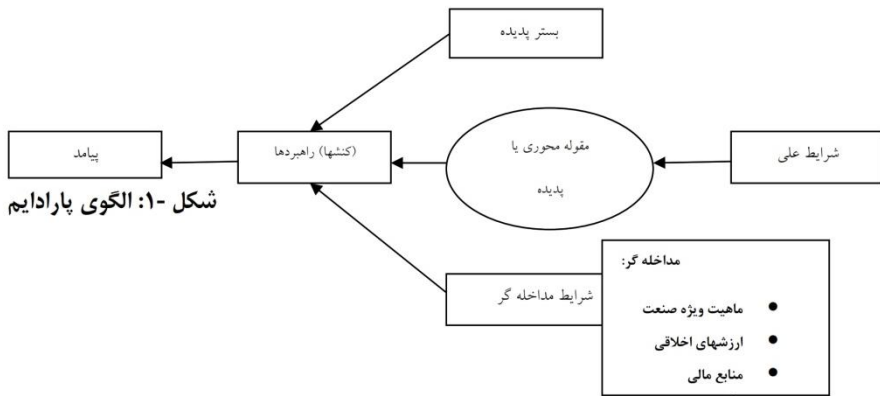 بستر پدیده
شرایط علی
مقوله محوری یا
پدیده
(کنشها) راهبردها
پیامد
شکل -۱: الگوی پارادایم
شرایط مداخله گر
مداخله گر:
● ماهیت ویژه صنعت
● ارزشهای اخلاقی
● منابع مالی